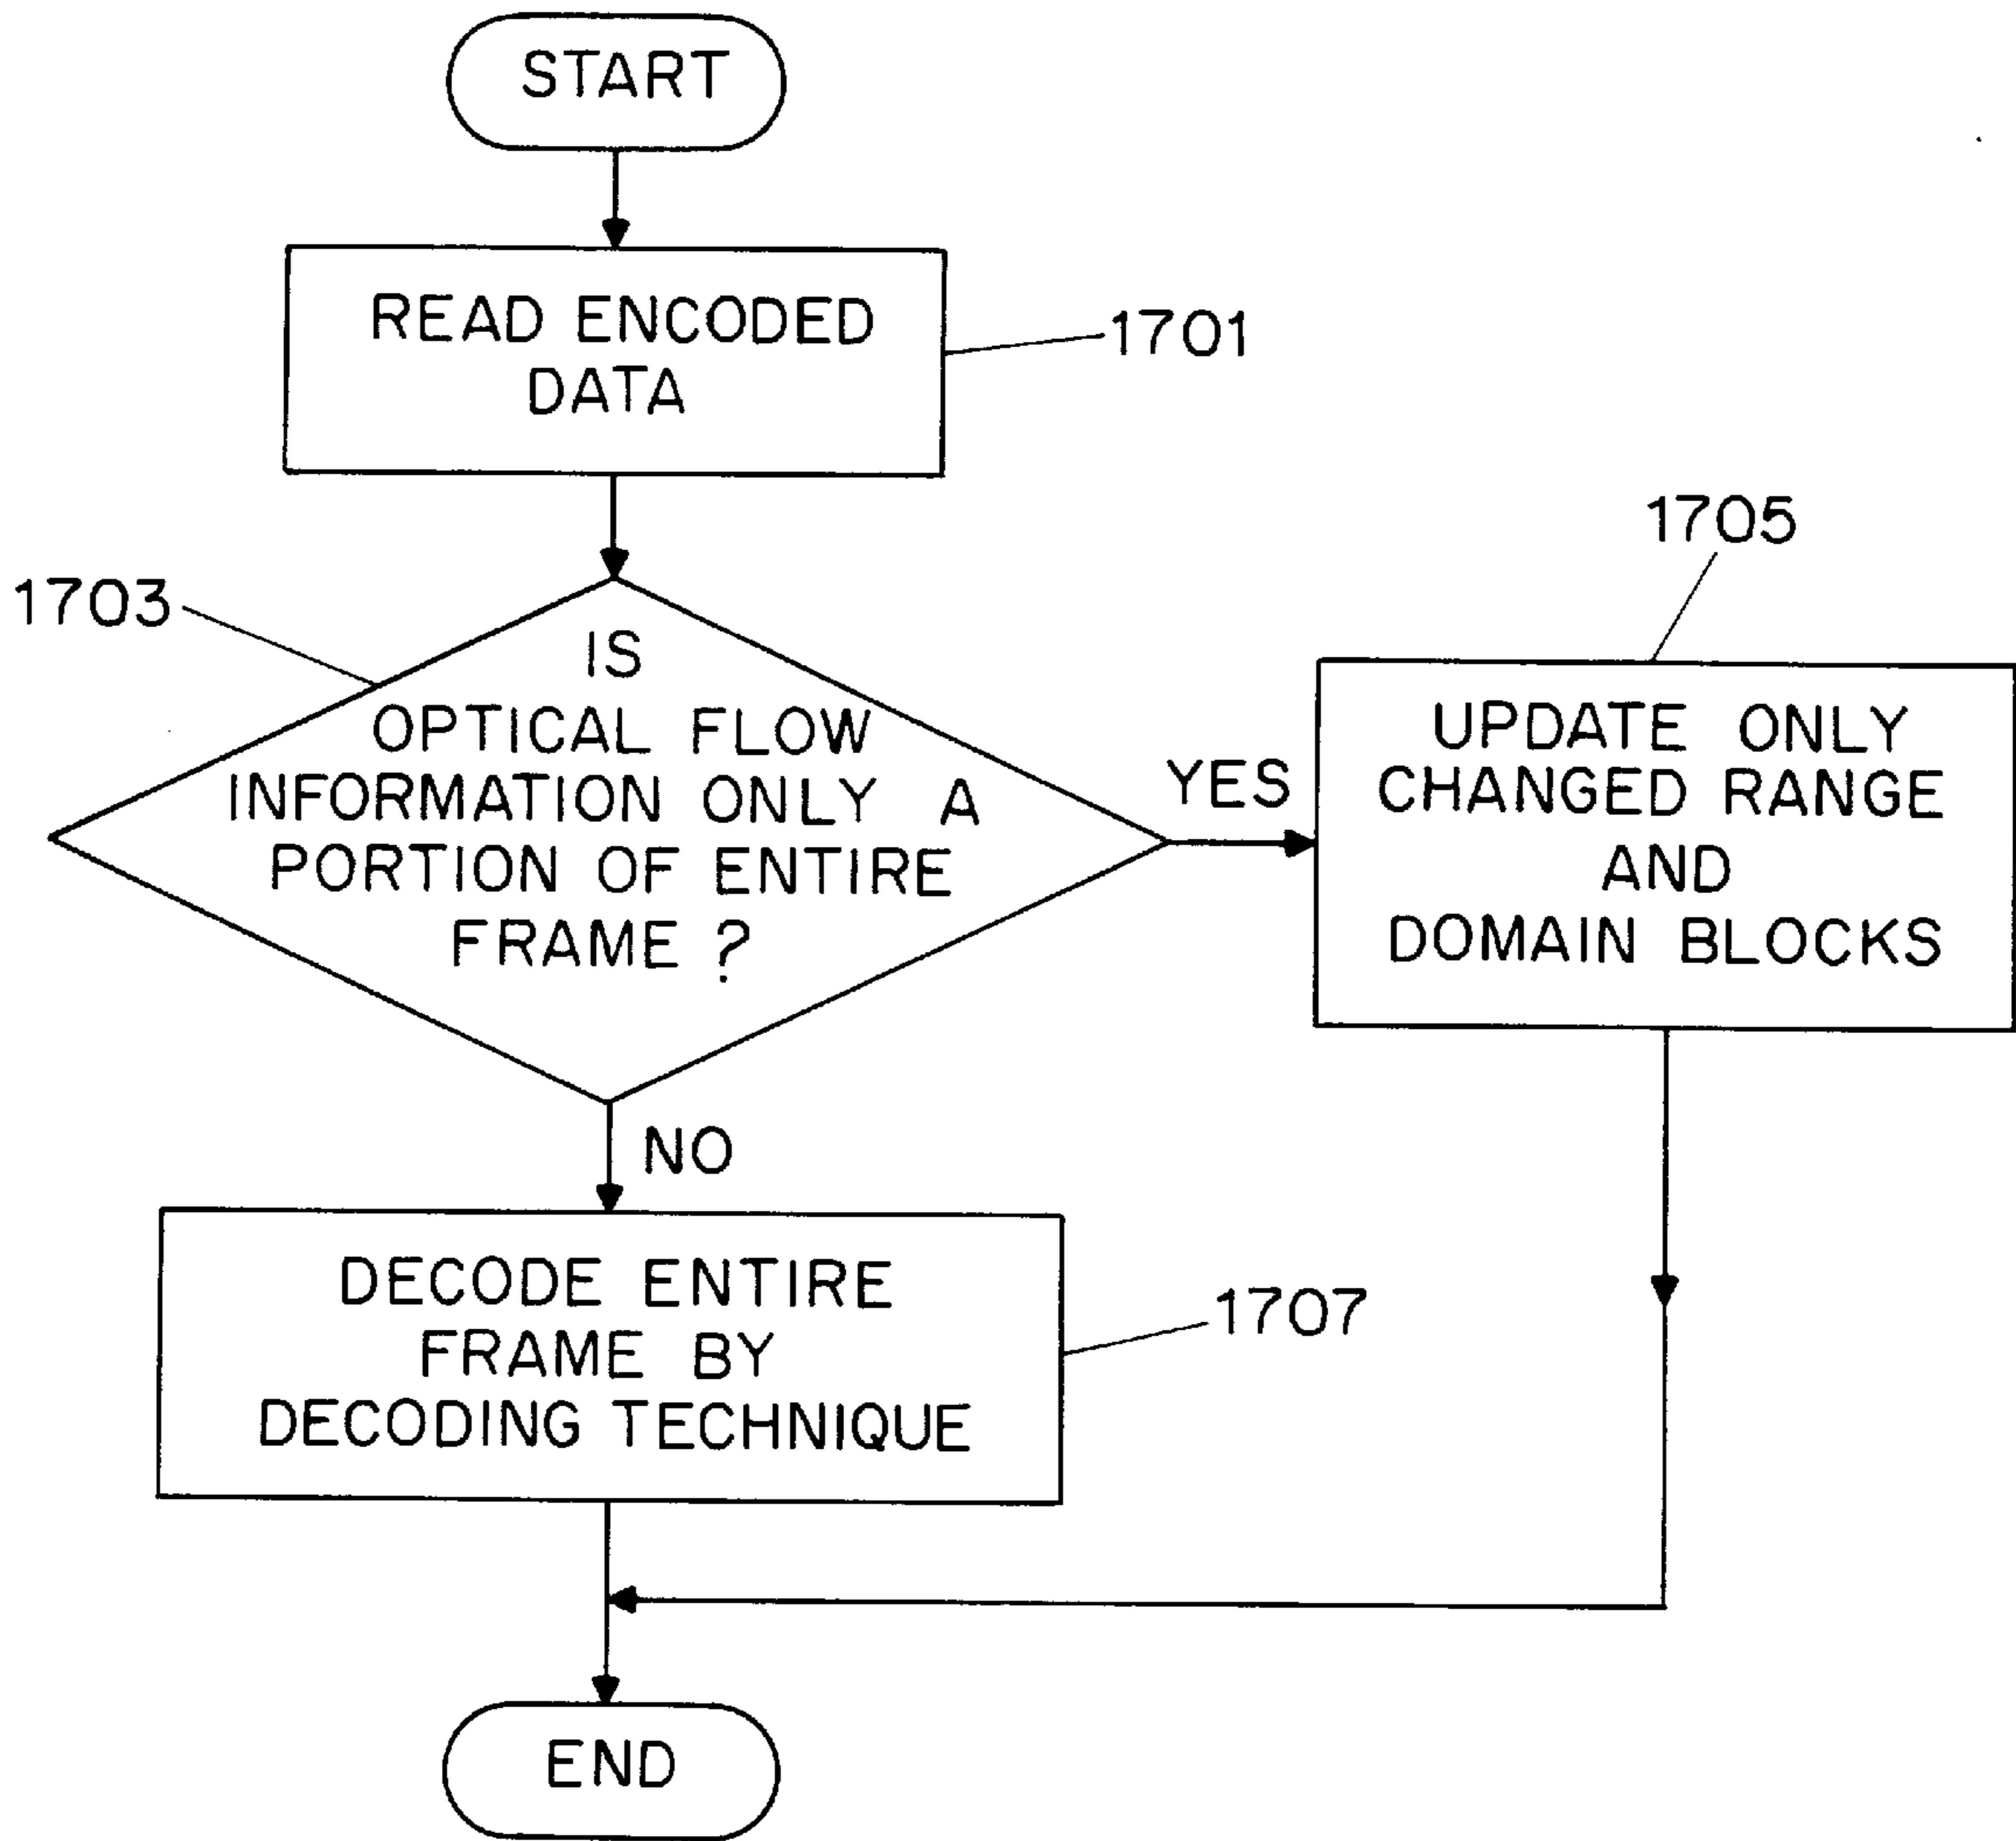 START
READ ENCODED
DATA
1701
1703
IS
OPTICAL FLOW
INFORMATION ONLY A
PORTION OF ENTIRE
FRAME ?
YES
1705
UPDATE ONLY
CHANGED RANGE
AND
DOMAIN BLOCKS
NO
DECODE ENTIRE
FRAME BY
DECODING TECHNIQUE
1707
END